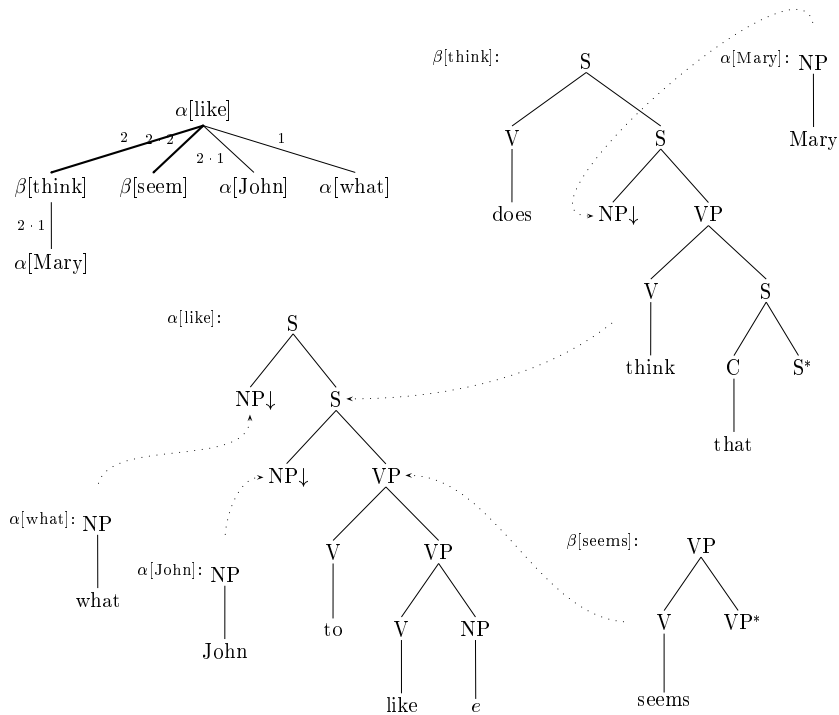 β[think]: S α[Mary]: NP
α[like]
2 2 · 2 2 · 1 1
V S Mary
β[think] β[seem] α[John] α[what]
does NP↓ VP
2 · 1
α[Mary]
V S
α[like]: S
think C S*
NP↓ S
that
NP↓ VP
α[what]: NP
α[John]: NP V VP β[seems]: VP
what
to V NP V VP*
John
like e seems